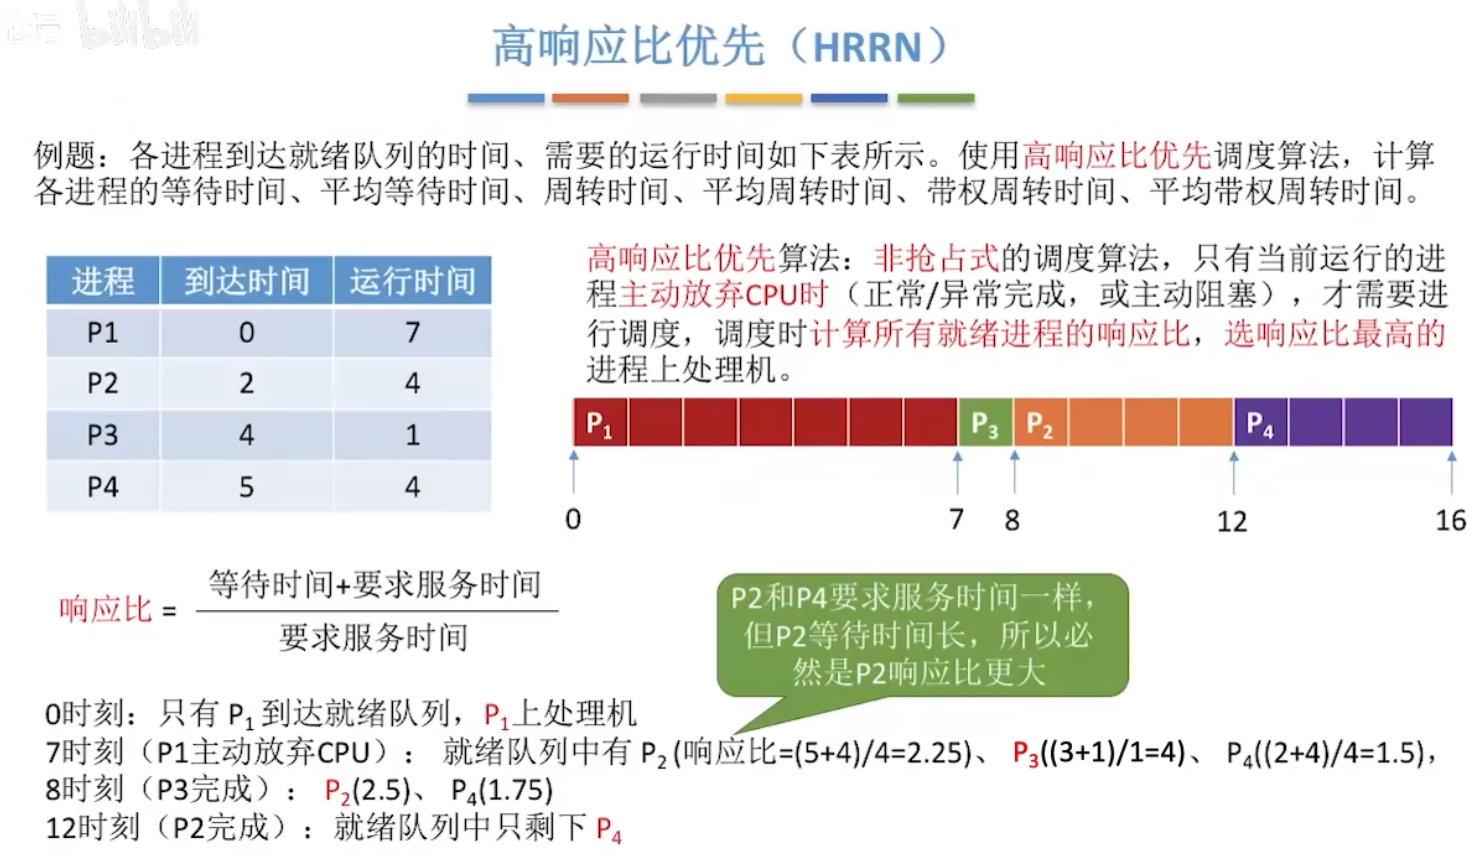 论坛 bilibili
高响应比优先（HRRN）
例题：各进程到达就绪队列的时间、需要的运行时间如下表所示。使用高响应比优先调度算法，计算
各进程的等待时间、平均等待时间、周转时间、平均周转时间、带权周转时间、平均带权周转时间。
进程 到达时间 运行时间
P1 0 7
P2 2 4
P3 4 1
P4 5 4
高响应比优先算法：非抢占式的调度算法，只有当前运行的进
程主动放弃CPU时（正常/异常完成，或主动阻塞），才需要进
行调度，调度时计算所有就绪进程的响应比，选响应比最高的
进程上处理机。
P₁ P₃ P₂ P₄
0 7 8 12 16
等待时间+要求服务时间
响应比 =
要求服务时间
P2和P4要求服务时间一样，
但P2等待时间长，所以必
然是P2响应比更大
0时刻：只有 P₁ 到达就绪队列，P₁上处理机
7时刻（P1主动放弃CPU）： 就绪队列中有 P₂ (响应比=(5+4)/4=2.25)、 P₃((3+1)/1=4)、 P₄((2+4)/4=1.5)，
8时刻（P3完成）： P₂(2.5)、 P₄(1.75)
12时刻（P2完成）：就绪队列中只剩下 P₄